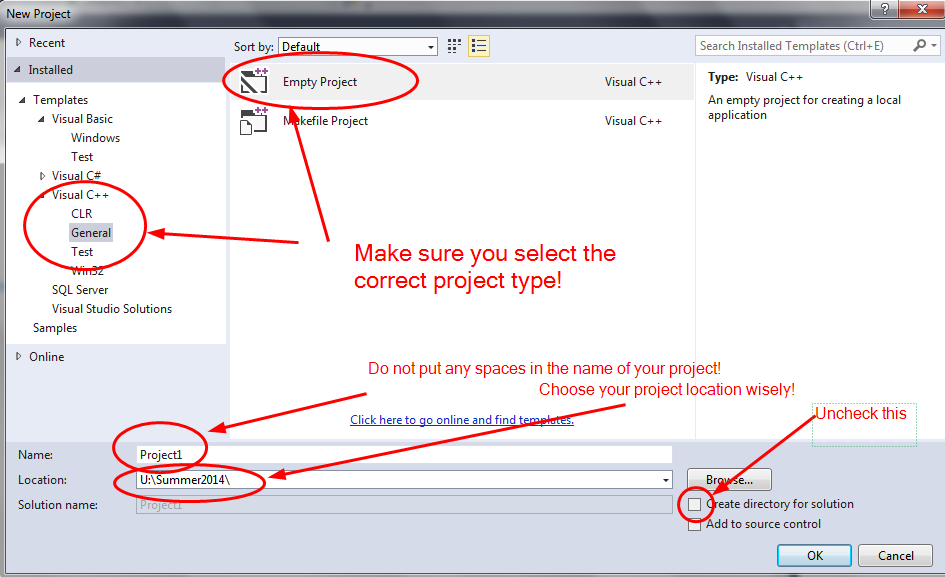 New Project
?
Recent
Sort by: Default
Search Installed Templates (Ctrl+E)
Installed
Templates
Visual Basic
Windows
Test
Visual C#
Visual C++
CLR
General
Test
Win32
SQL Server
Visual Studio Solutions
Samples
Online
Empty Project Visual C++
Makefile Project Visual C++
Type: Visual C++
An empty project for creating a local
application
Make sure you select the
correct project type!
Do not put any spaces in the name of your project!
Choose your project location wisely!
Uncheck this
Click here to go online and find templates.
Name: Project1
Location: U:\Summer2014\ Browse...
Solution name: Project1
Create directory for solution
Add to source control
OK Cancel